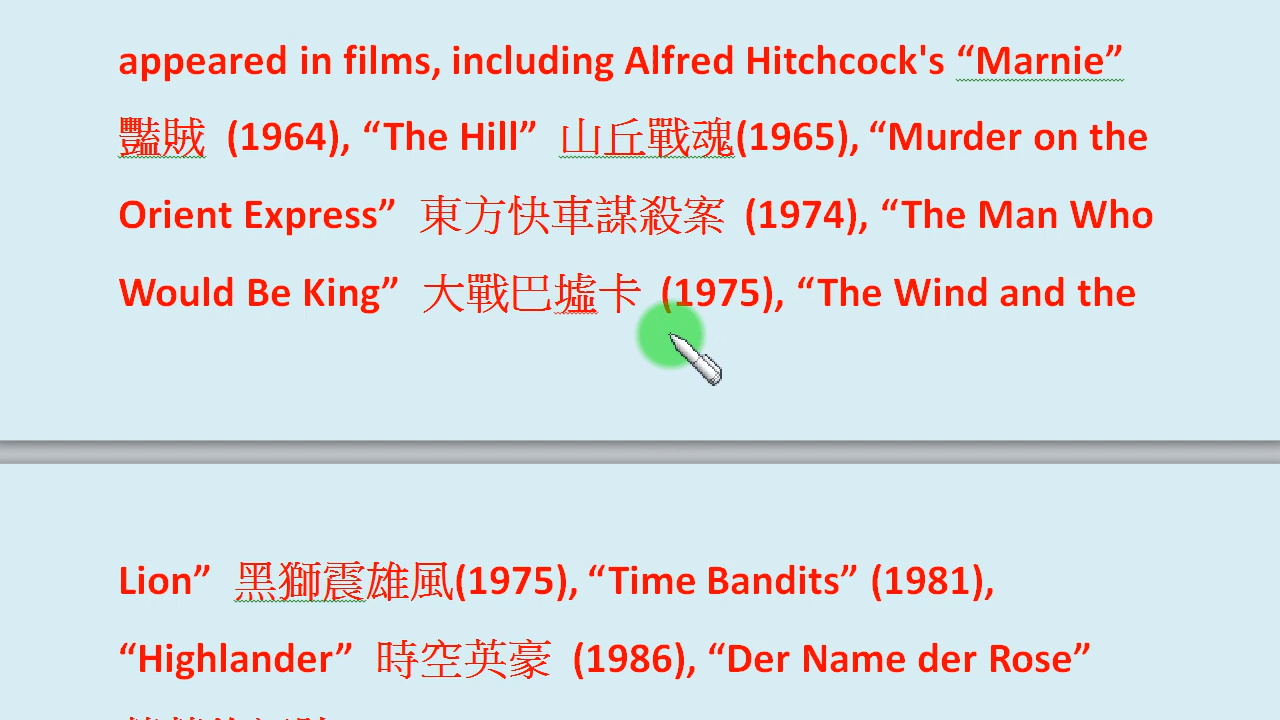 appeared in films, including Alfred Hitchcock's “Marnie”
豔賊 (1964), “The Hill” 山丘戰魂(1965), “Murder on the
Orient Express” 東方快車謀殺案 (1974), “The Man Who
Would Be King” 大戰巴墟卡 (1975), “The Wind and the
Lion” 黑獅震雄風(1975), “Time Bandits” (1981),
“Highlander” 時空英豪 (1986), “Der Name der Rose”